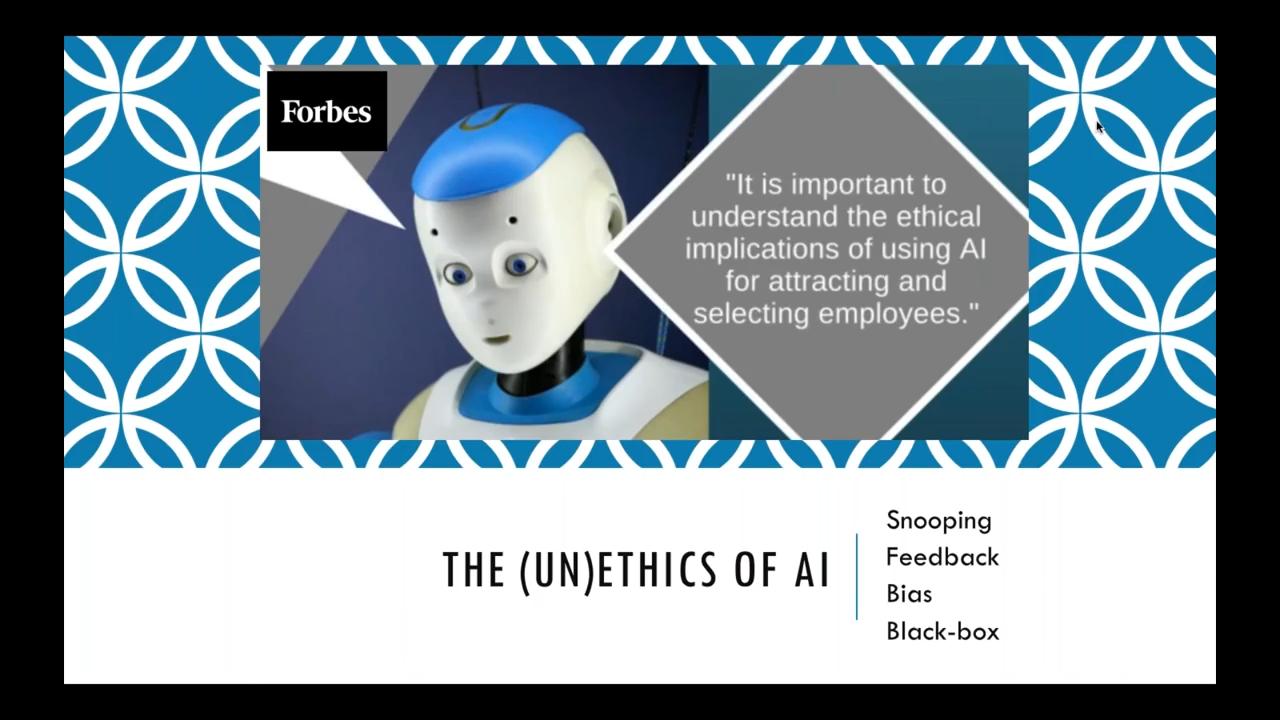 Forbes
"It is important to
understand the ethical
implications of using AI
for attracting and
selecting employees."
THE (UN)ETHICS OF AI
Snooping
Feedback
Bias
Black-box